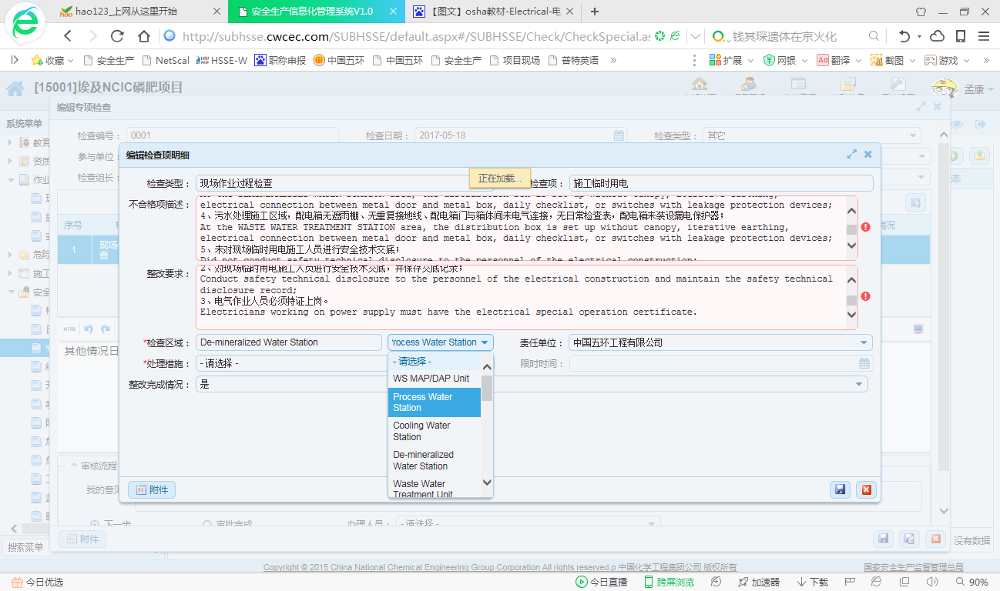 hao123_上网从这里开始
安全生产信息化管理系统V1.0
【图文】osha教材-Electrical-电
http://subhsse.cwcec.com/SUBHSSE/default.aspx#/SUBHSSE/Check/CheckSpecial.as
钱其琛遗体在京火化
收藏 安全生产 NetScal HSSE-W 职称申报 中国五环 中国五环 安全生产 项目现场 普特英语 » 扩展 网银 翻译 截图 游戏 »
[15001]埃及NCIC磷肥项目
孟康
编辑专项检查
系统菜单
检查编号： 0001 检查日期： 2017-05-18 检查类型： 其它
教育
参与单位：
资质
检查组长
作业
编辑检查项明细
检查类型： 现场作业过程检查 检查项： 施工临时用电
正在加载...
不合格项描述：
electrical connection between metal door and metal box, daily checklist, or switches with leakage protection devices;
4、污水处理施工区域，配电箱无遮雨棚、无重复接地线、配电箱门与箱体间未电气连接，无日常检查表，配电箱未装设漏电保护器；
At the WASTE WATER TREATMENT STATION area, the distribution box is set up without canopy, iterative earthing,
electrical connection between metal door and metal box, daily checklist, or switches with leakage protection devices;
5、未对现场临时用电施工人员进行安全技术交底；
Did not conduct safety technical disclosure to the personnel of the electrical construction;
整改要求：
2、对现场临时用电施工人员进行安全技术交底，并保存交底记录；
Conduct safety technical disclosure to the personnel of the electrical construction and maintain the safety technical
disclosure record;
3、电气作业人员必须持证上岗。
Electricians working on power supply must have the electrical special operation certificate.
*检查区域： De-mineralized Water Station rocess Water Station 责任单位： 中国五环工程有限公司
*处理措施： - 请选择 - 限时时间：
整改完成情况： 是
- 请选择 -
WS MAP/DAP Unit
Process Water
Station
Cooling Water
Station
De-mineralized
Water Station
Waste Water
Treatment Unit
附件
序号
1 现场
查
情况
态
危险
施工
安全
HTML
其他情况日
审核流程
我的意见
下一步 审批完成 办理人员： - 请选择 -
附件
搜索菜单
没有数据
Copyright © 2015 China National Chemical Engineering Group Corporation All rights reserved.p 中国化学工程集团公司 版权所有
国家安全生产监督管理总局
今日优选
今日直播 跨屏浏览 加速器 下载 90%